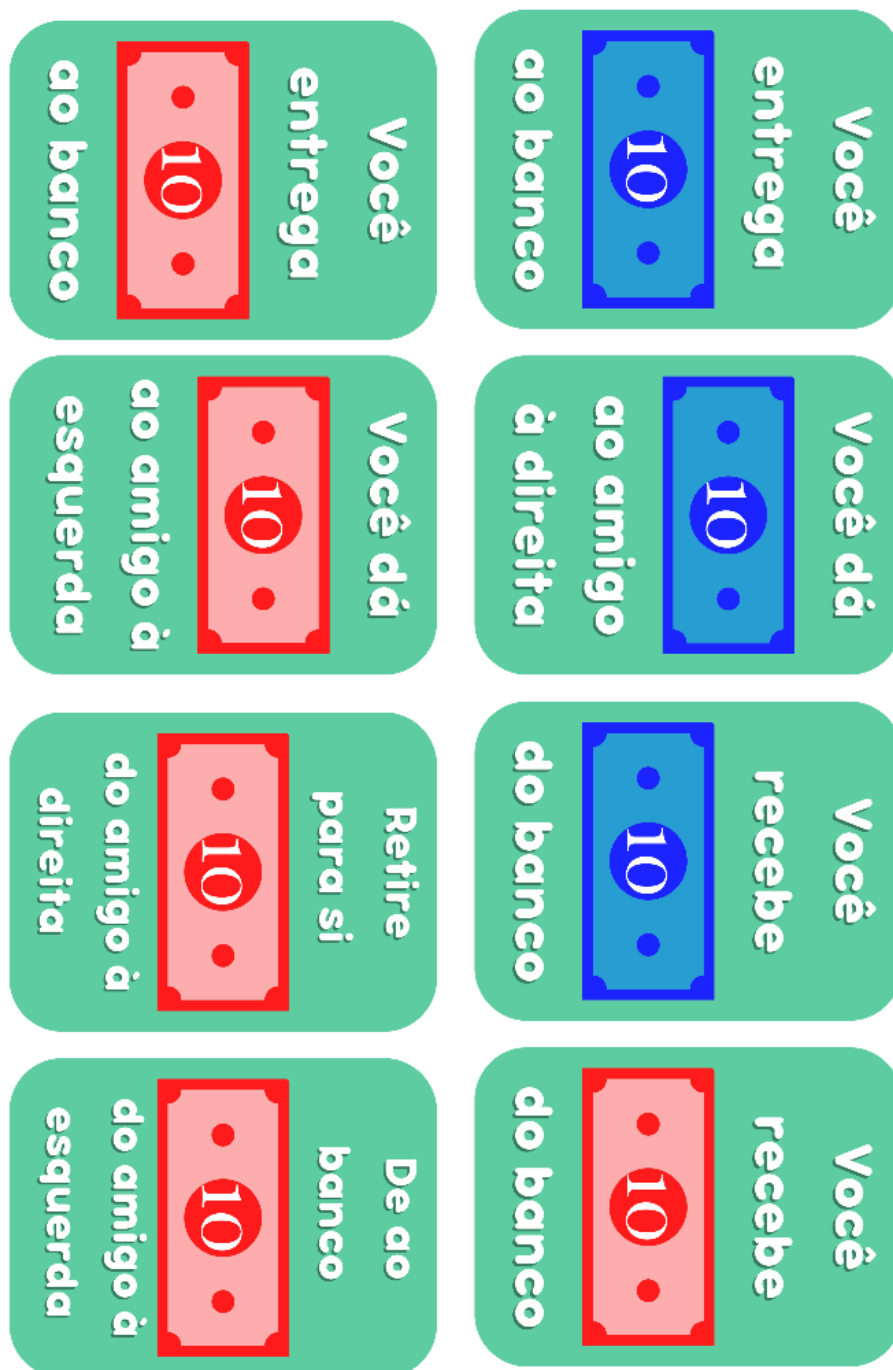 Você
entrega
10
ao banco
Você dá
10
ao amigo
à direita
Você
recebe
10
do banco
Você
recebe
10
do banco
Você
entrega
10
ao banco
Você dá
10
ao amigo à
esquerda
Retire
para si
10
do amigo à
direita
De ao
banco
10
do amigo à
esquerda